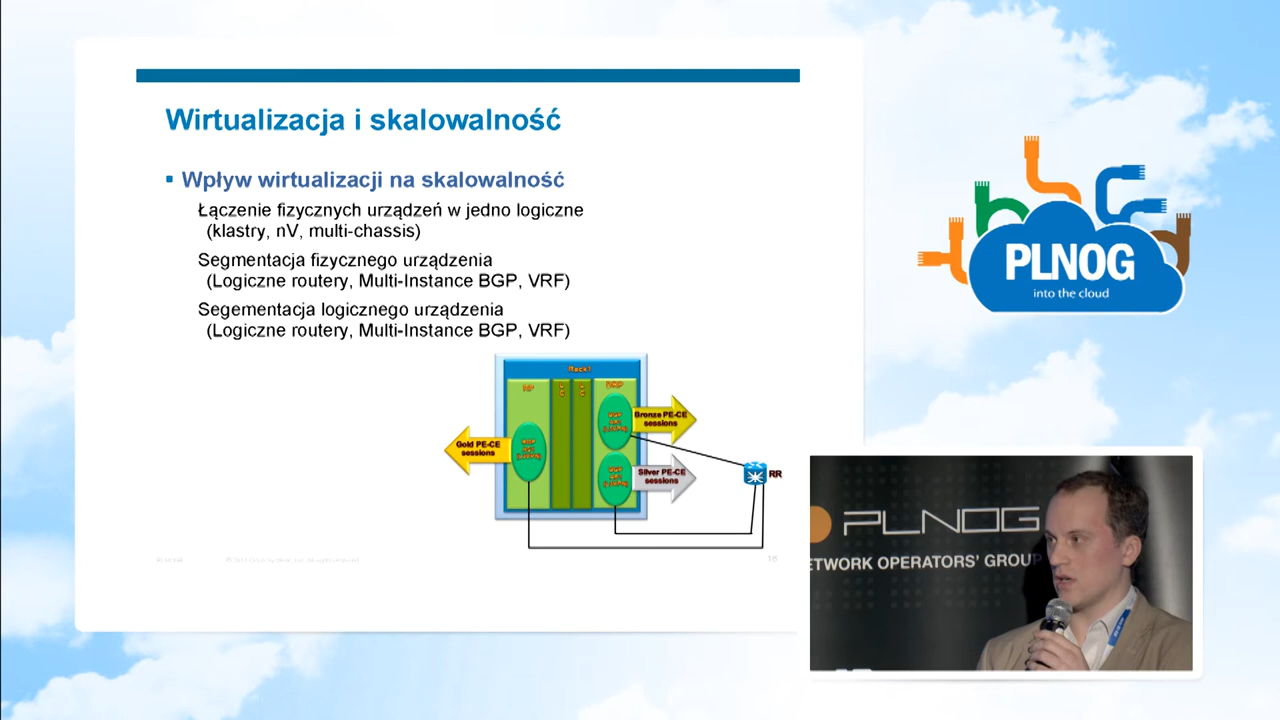 Wirtualizacja i skalowalność
Wpływ wirtualizacji na skalowalność
Łączenie fizycznych urządzeń w jedno logiczne
(klastry, nV, multi-chassis)
Segmentacja fizycznego urządzenia
(Logiczne routery, Multi-Instance BGP, VRF)
Segementacja logicznego urządzenia
(Logiczne routery, Multi-Instance BGP, VRF)
Bronze PE-CE
sessions
Gold PE-CE
sessions
Silver PE-CE
sessions
RR
PLNOG
into the cloud
PLNOG
ETWORK OPERATORS' GROUP